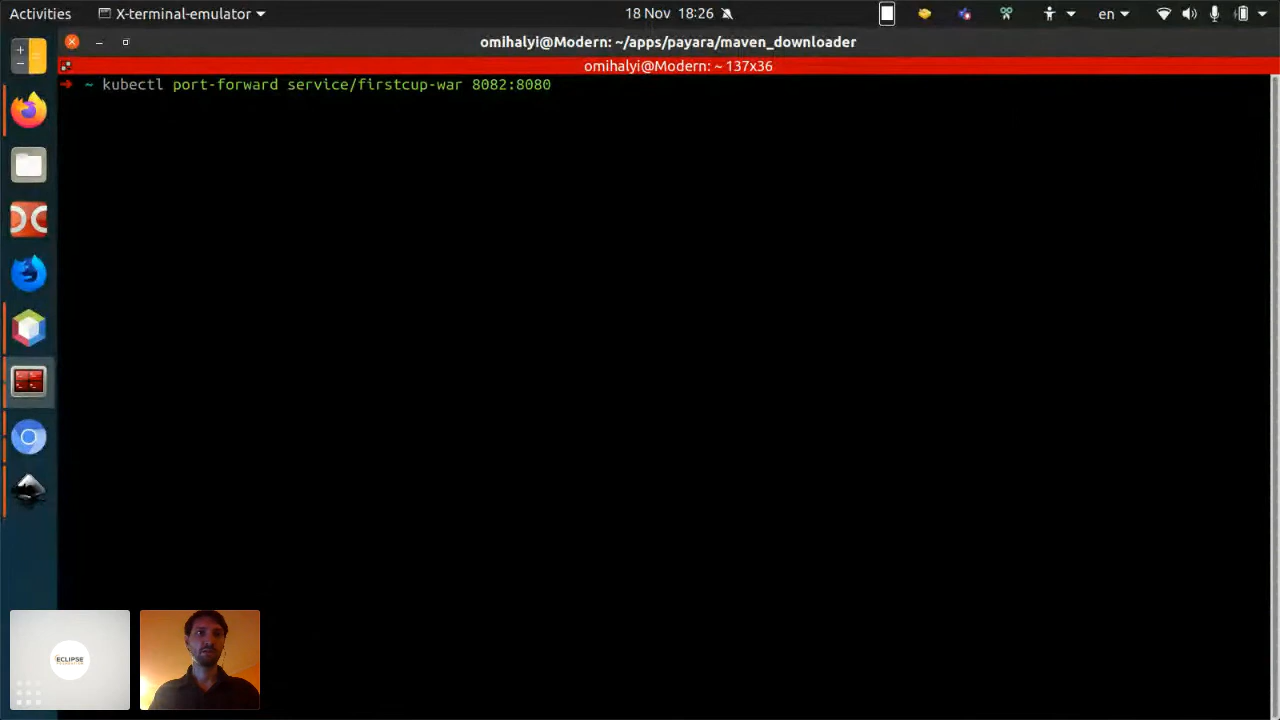 Activities
X-terminal-emulator
18 Nov 18:26
en
omihalyi@Modern: ~/apps/payara/maven_downloader
omihalyi@Modern: ~ 137x36
~ kubectl port-forward service/firstcup-war 8082:8080
ECLIPSE
FOUNDATION